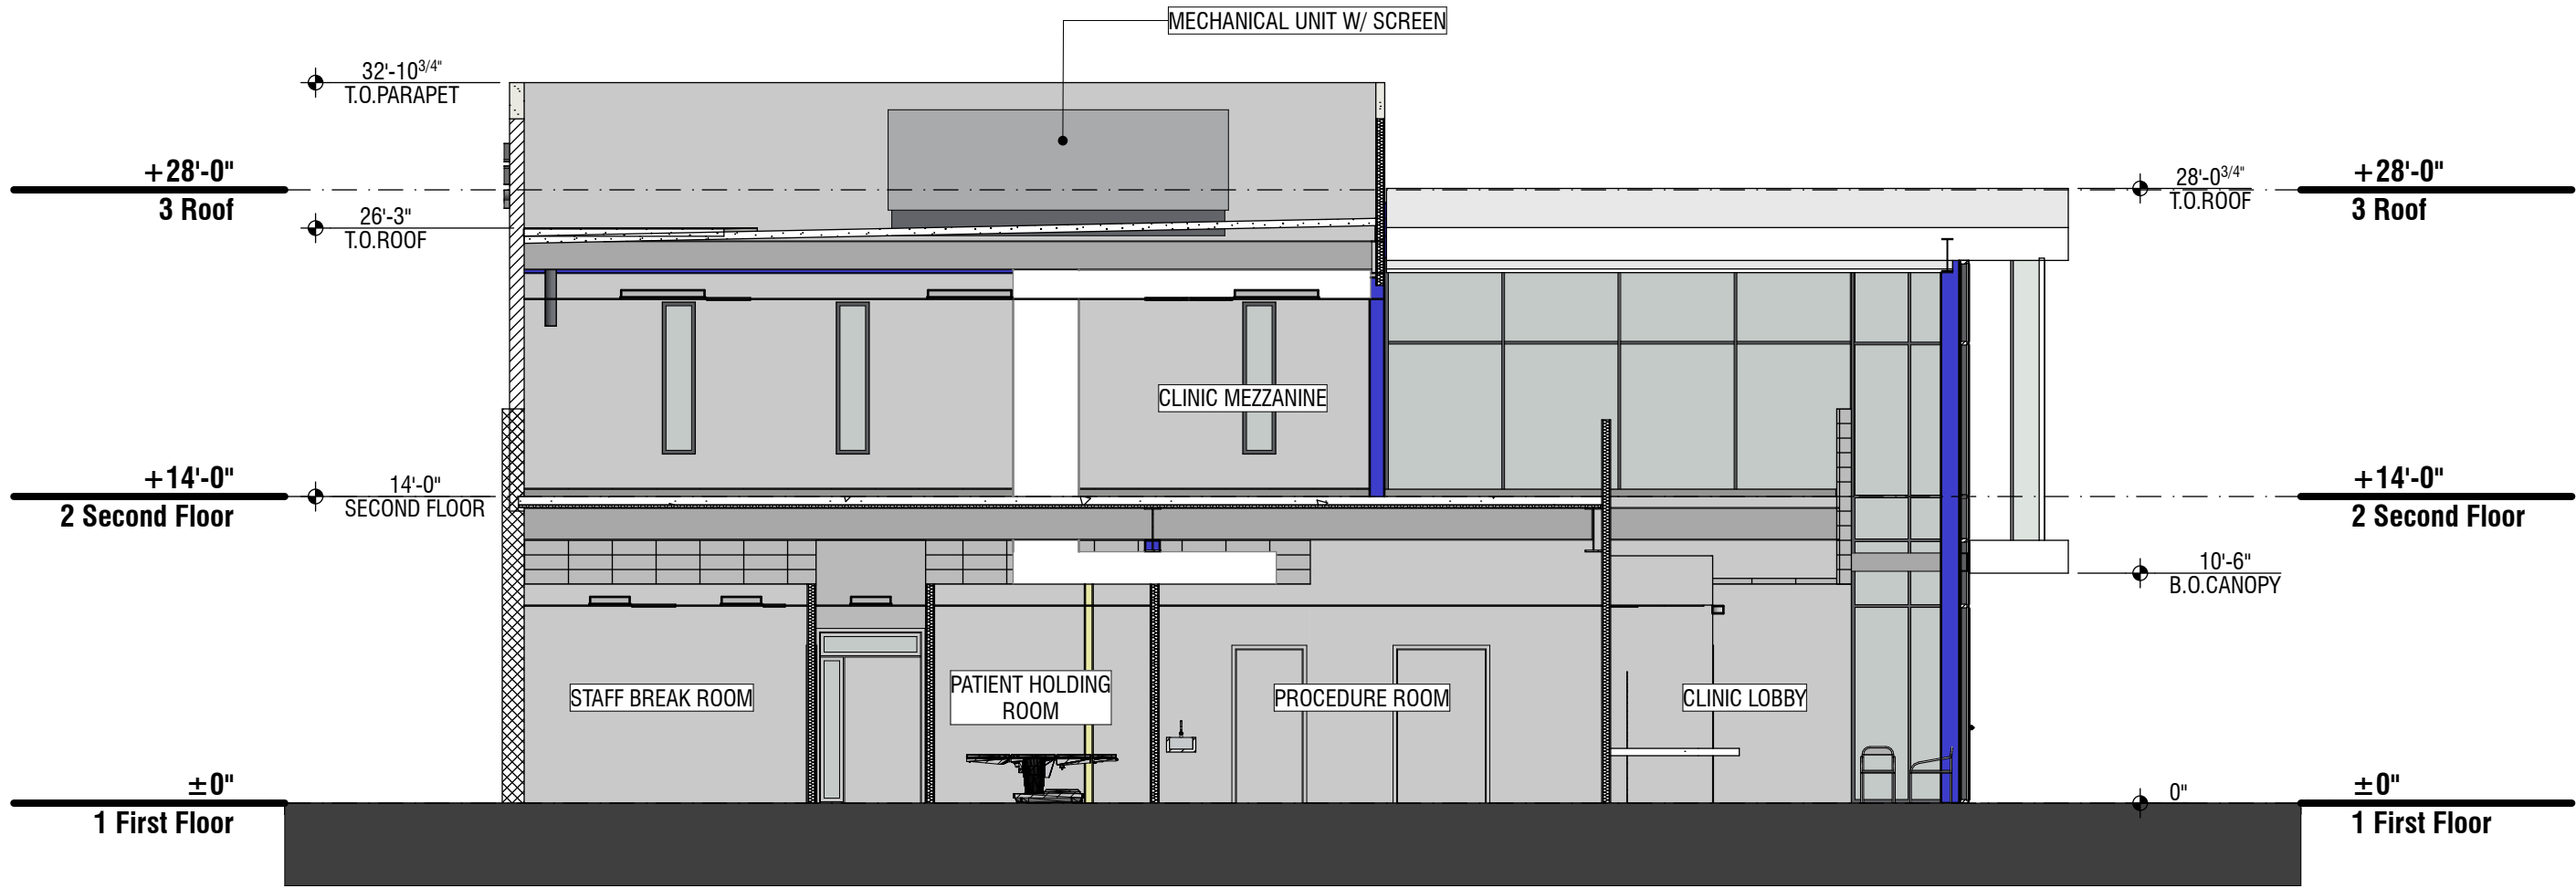 MECHANICAL UNIT W/ SCREEN
32'-10 3/4"
T.O.PARAPET
+28'-0"
3 Roof
26'-3"
T.O.ROOF
28'-0 3/4"
T.O.ROOF
+28'-0"
3 Roof
CLINIC MEZZANINE
+14'-0"
2 Second Floor
14'-0"
SECOND FLOOR
+14'-0"
2 Second Floor
10'-6"
B.O.CANOPY
STAFF BREAK ROOM
PATIENT HOLDING
ROOM
PROCEDURE ROOM
CLINIC LOBBY
±0"
1 First Floor
0"
±0"
1 First Floor